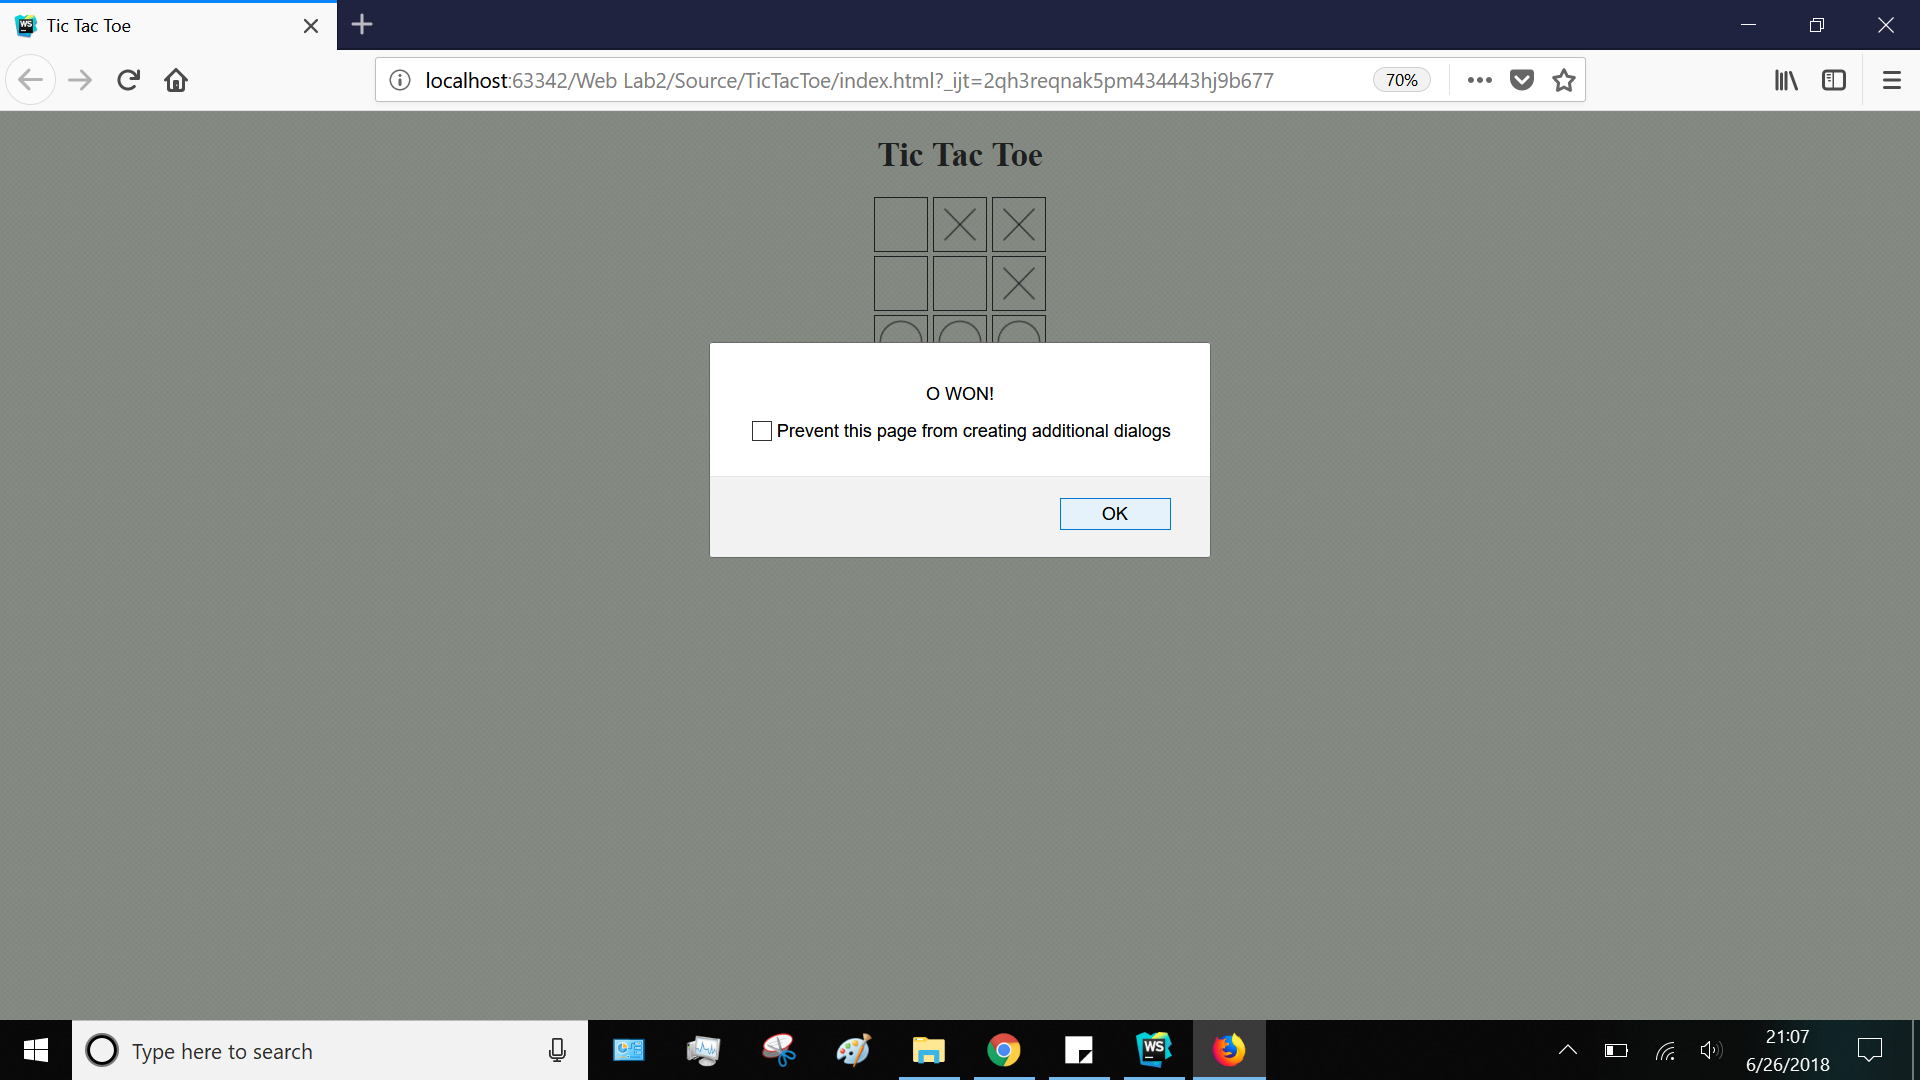 Tic Tac Toe
localhost:63342/Web Lab2/Source/TicTacToe/index.html?_ijt=2qh3reqnak5pm434443hj9b677
70%
Tic Tac Toe
O WON!
Prevent this page from creating additional dialogs
OK
Type here to search
WS
21:07
6/26/2018